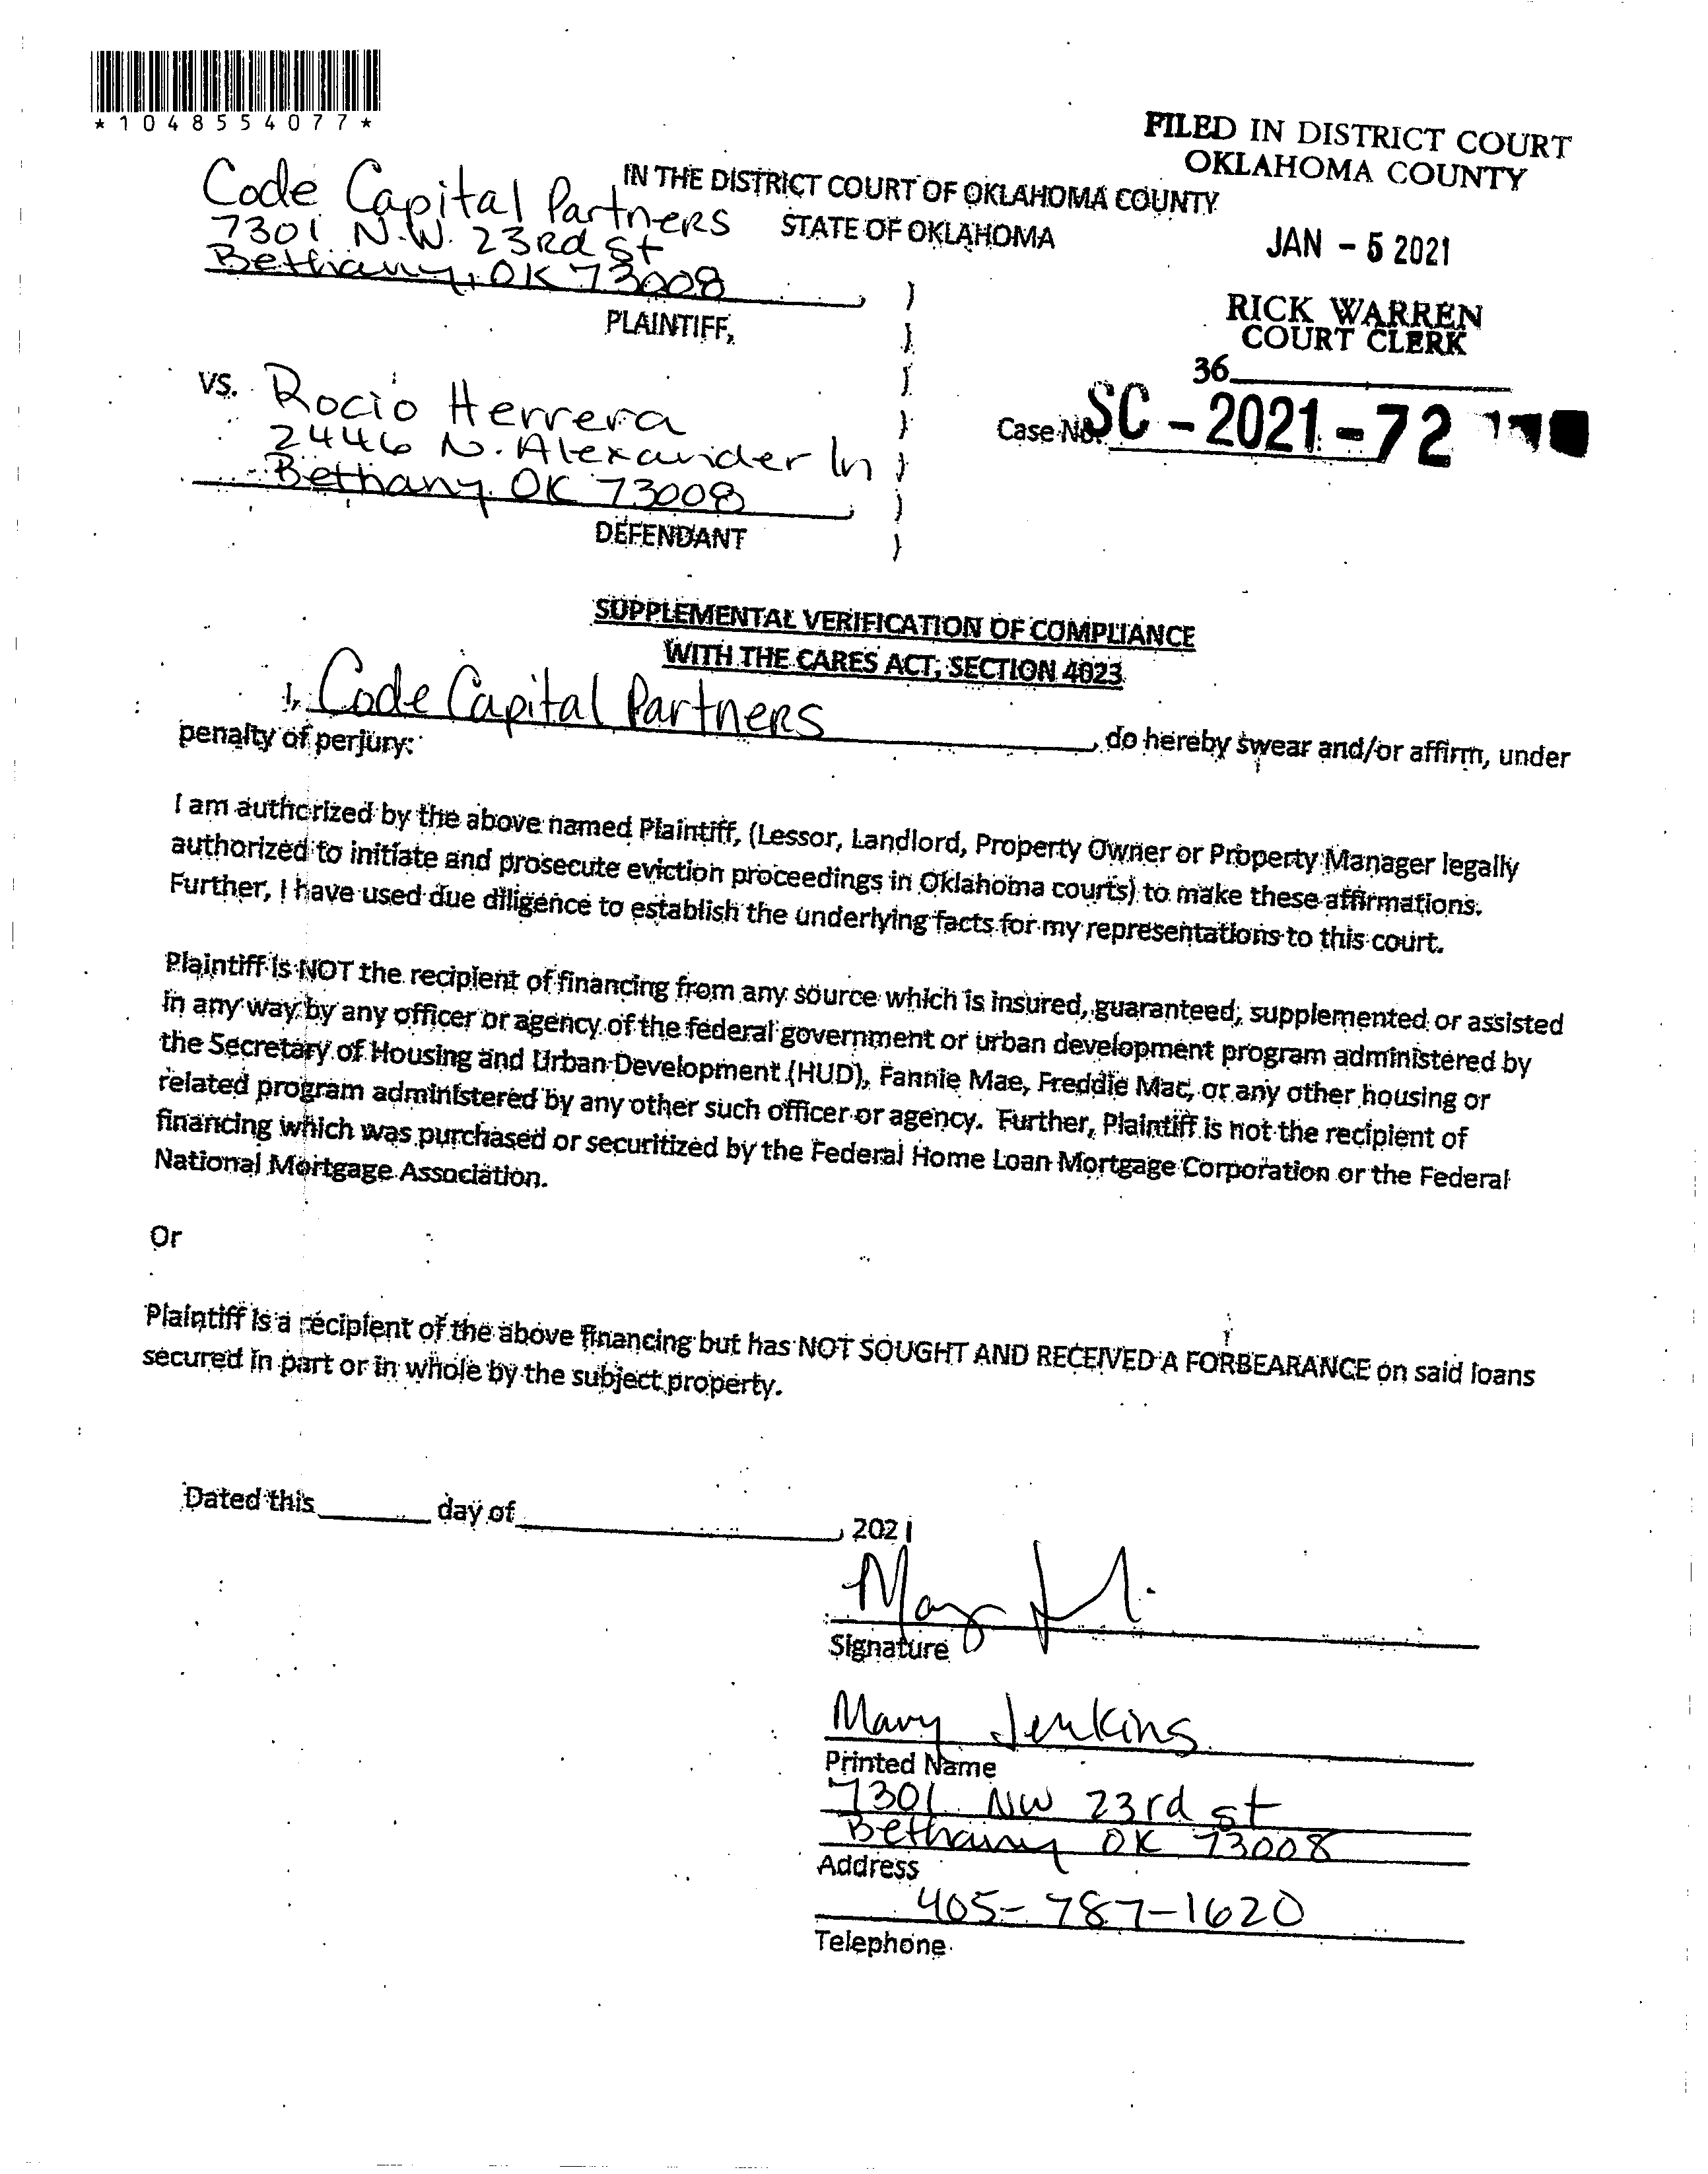 *1048554077*
FILED IN DISTRICT COURT
OKLAHOMA COUNTY
JAN - 5 2021
RICK WARREN
COURT CLERK
36
IN THE DISTRICT COURT OF OKLAHOMA COUNTY
STATE OF OKLAHOMA
Code Capital Partners
7301 N.W. 23Rd St
Bethany, OK 73008
PLAINTIFF,
vs. Rocio Herrera
2446 N. Alexander ln
Bethany OK 73008
DEFENDANT
Case No. SC - 2021 - 72
SUPPLEMENTAL VERIFICATION OF COMPLIANCE
WITH THE CARES ACT, SECTION 4023
I, Code Capital Partners, do hereby swear and/or affirm, under
penalty of perjury:
I am authorized by the above named Plaintiff, (Lessor, Landlord, Property Owner or Property Manager legally
authorized to initiate and prosecute eviction proceedings in Oklahoma courts) to make these affirmations.
Further, I have used due diligence to establish the underlying facts for my representations to this court.
Plaintiff is NOT the recipient of financing from any source which is insured, guaranteed, supplemented or assisted
in any way by any officer or agency of the federal government or urban development program administered by
the Secretary of Housing and Urban Development (HUD), Fannie Mae, Freddie Mac, or any other housing or
related program administered by any other such officer or agency. Further, Plaintiff is not the recipient of
financing which was purchased or securitized by the Federal Home Loan Mortgage Corporation or the Federal
National Mortgage Association.
Or
Plaintiff is a recipient of the above financing but has NOT SOUGHT AND RECEIVED A FORBEARANCE on said loans
secured in part or in whole by the subject property.
Dated this ______ day of ______, 2021
Signature
Mary Jenkins
Printed Name
7301 NW 23rd st
Bethany OK 73008
Address
405-787-1620
Telephone